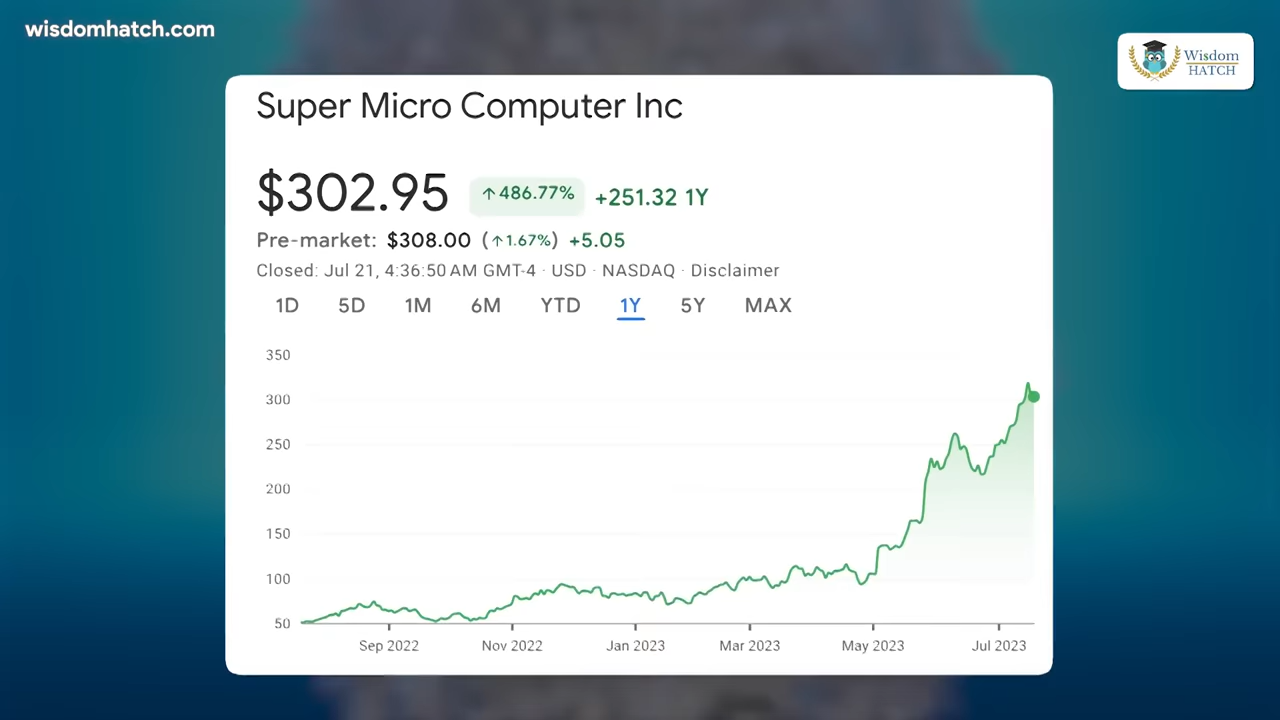 wisdomhatch.com
Wisdom
HATCH
Super Micro Computer Inc
$302.95 ↑486.77% +251.32 1Y
Pre-market: $308.00 (↑1.67%) +5.05
Closed: Jul 21, 4:36:50 AM GMT-4 · USD · NASDAQ · Disclaimer
1D 5D 1M 6M YTD 1Y 5Y MAX
350
300
250
200
150
100
50
Sep 2022 Nov 2022 Jan 2023 Mar 2023 May 2023 Jul 2023